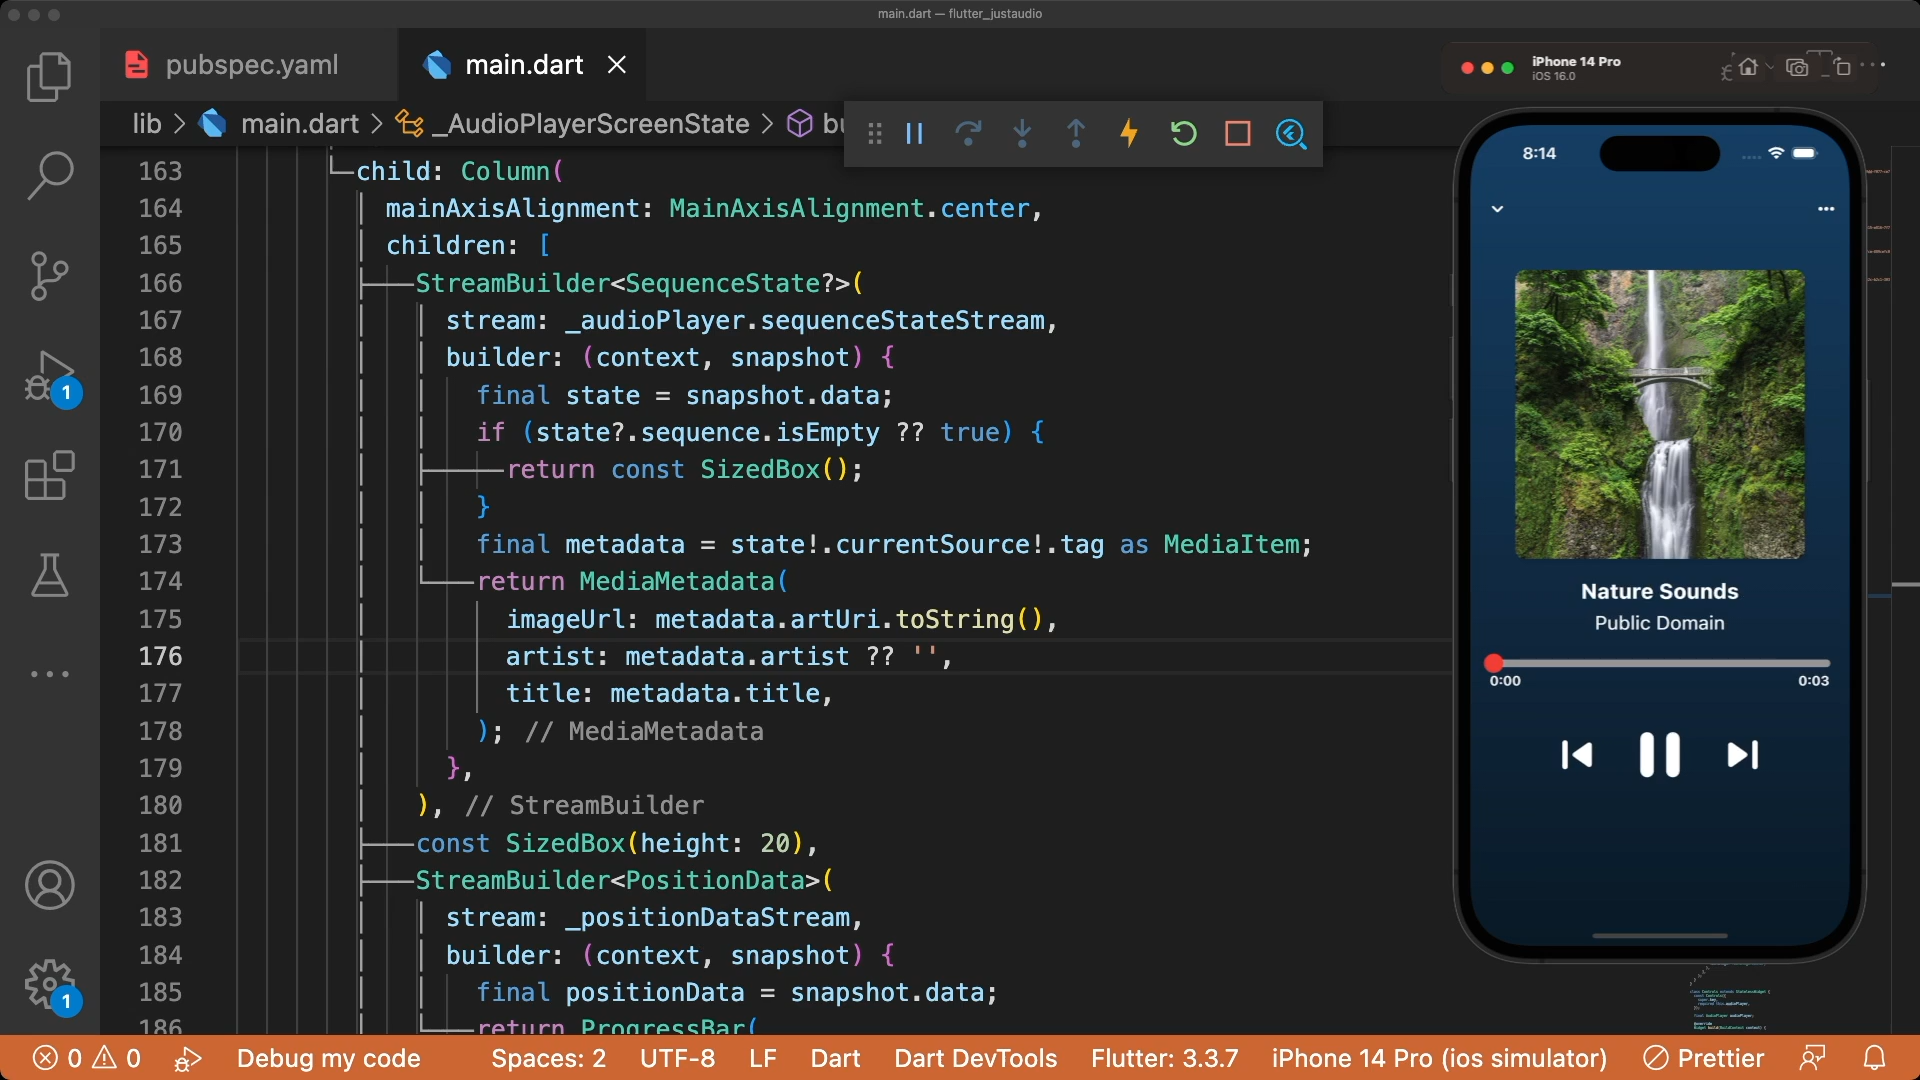 main.dart — flutter_justaudio
pubspec.yaml
main.dart
iPhone 14 Pro
iOS 16.0
lib > main.dart > _AudioPlayerScreenState >
163 child: Column(
164 mainAxisAlignment: MainAxisAlignment.center,
165 children: [
166 StreamBuilder<SequenceState?>(
167 stream: _audioPlayer.sequenceStateStream,
168 builder: (context, snapshot) {
169 final state = snapshot.data;
170 if (state?.sequence.isEmpty ?? true) {
171 return const SizedBox();
172 }
173 final metadata = state!.currentSource!.tag as MediaItem;
174 return MediaMetadata(
175 imageUrl: metadata.artUri.toString(),
176 artist: metadata.artist ?? '',
177 title: metadata.title,
178 ); // MediaMetadata
179 },
180 ), // StreamBuilder
181 const SizedBox(height: 20),
182 StreamBuilder<PositionData>(
183 stream: _positionDataStream,
184 builder: (context, snapshot) {
185 final positionData = snapshot.data;
186 return ProgressBar(
8:14
Nature Sounds
Public Domain
0:00
0:03
1
1
0 0 Debug my code Spaces: 2 UTF-8 LF Dart Dart DevTools Flutter: 3.3.7 iPhone 14 Pro (ios simulator) Prettier